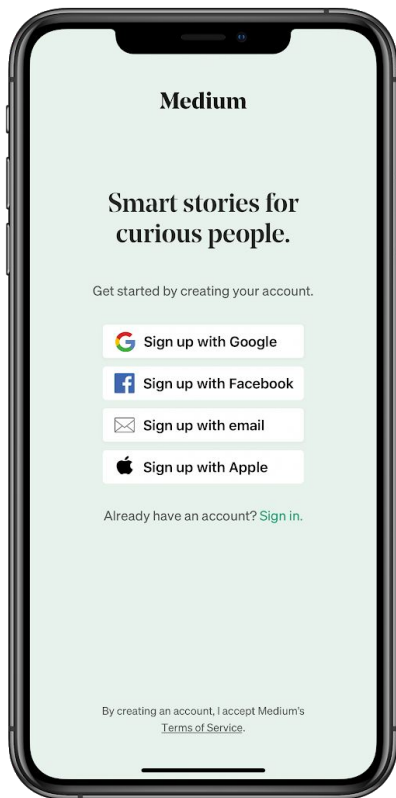 Medium
Smart stories for
curious people.
Get started by creating your account.
Sign up with Google
Sign up with Facebook
Sign up with email
Sign up with Apple
Already have an account? Sign in.
By creating an account, I accept Medium's
Terms of Service.